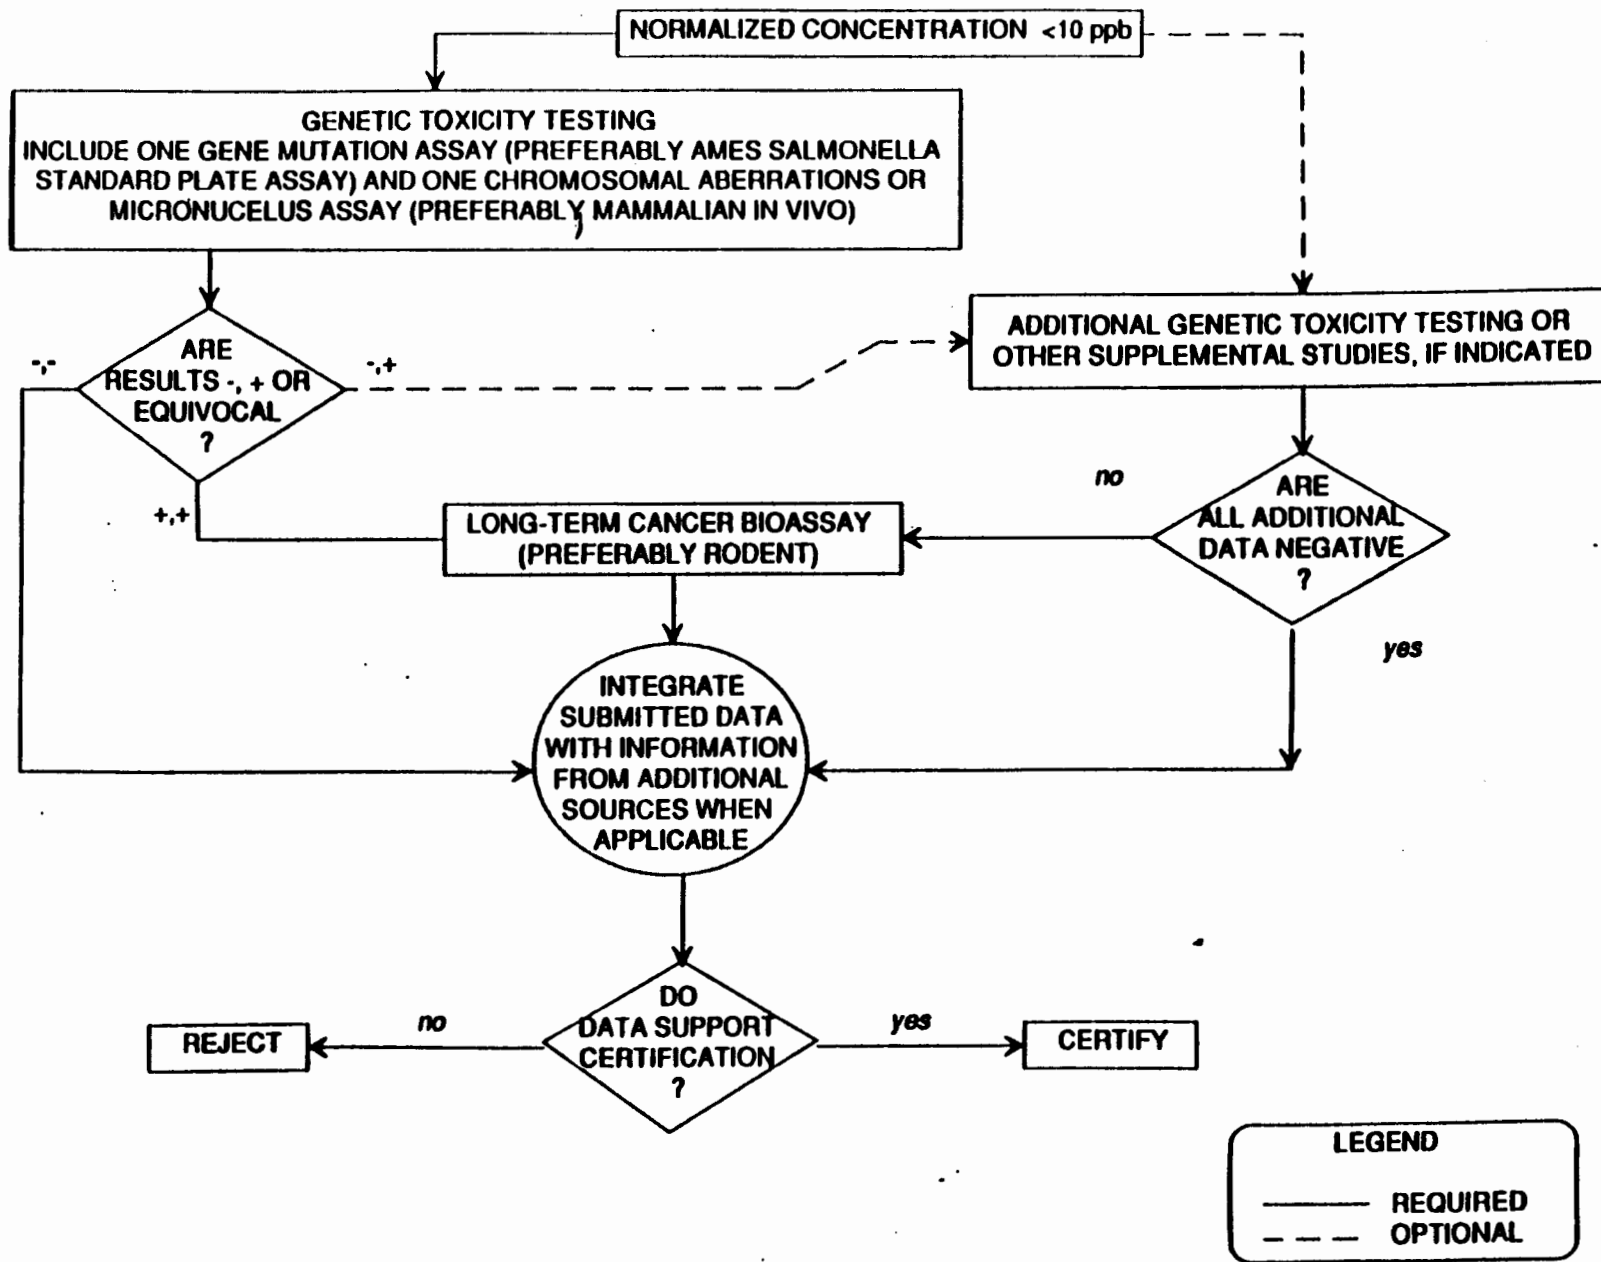 NORMALIZED CONCENTRATION <10 ppb
GENETIC TOXICITY TESTING
INCLUDE ONE GENE MUTATION ASSAY (PREFERABLY AMES SALMONELLA
STANDARD PLATE ASSAY) AND ONE CHROMOSOMAL ABERRATIONS OR
MICRONUCELUS ASSAY (PREFERABLY MAMMALIAN IN VIVO)
ADDITIONAL GENETIC TOXICITY TESTING OR
OTHER SUPPLEMENTAL STUDIES, IF INDICATED
-,-
ARE
RESULTS -, + OR
EQUIVOCAL
?
-,+
+,+
LONG-TERM CANCER BIOASSAY
(PREFERABLY RODENT)
no
ARE
ALL ADDITIONAL
DATA NEGATIVE
?
yes
INTEGRATE
SUBMITTED DATA
WITH INFORMATION
FROM ADDITIONAL
SOURCES WHEN
APPLICABLE
REJECT
no
DO
DATA SUPPORT
CERTIFICATION
?
yes
CERTIFY
LEGEND
REQUIRED
OPTIONAL